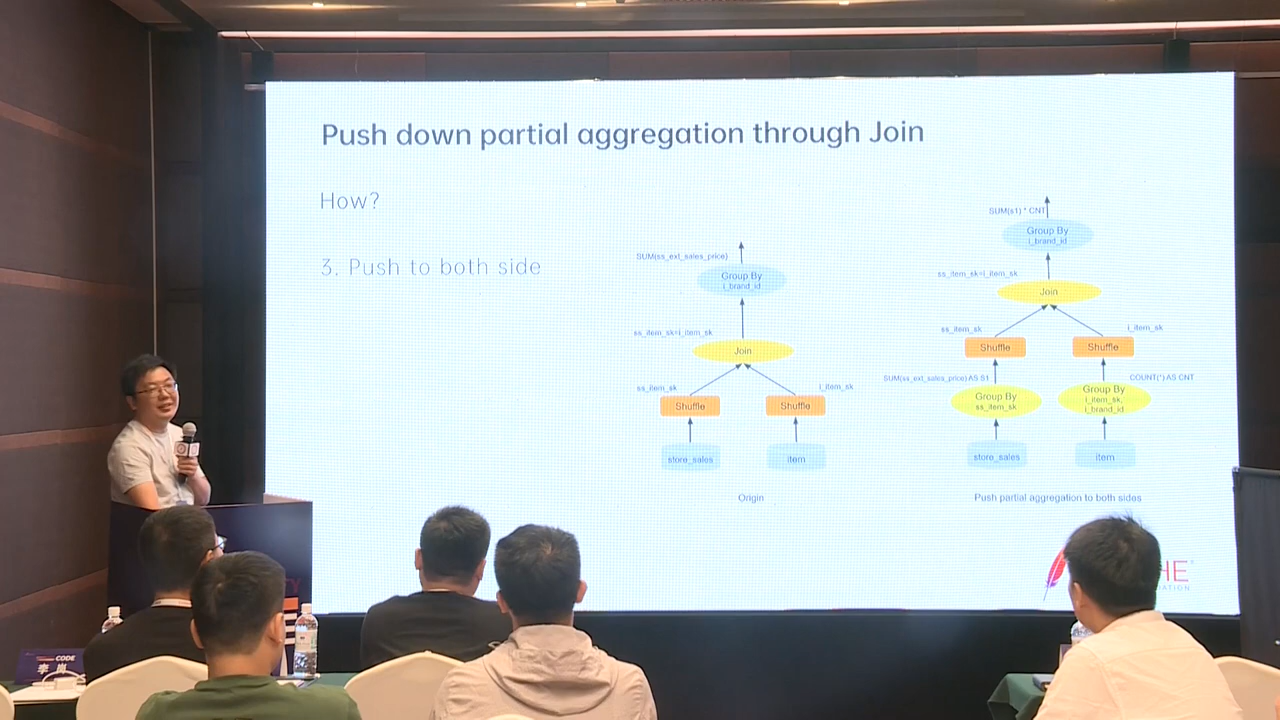 Push down partial aggregation through Join
How?
3. Push to both side
SUM(ss_ext_sales_price)
Group By
i_brand_id
ss_item_sk=i_item_sk
Join
ss_item_sk
i_item_sk
Shuffle
Shuffle
store_sales
item
Origin
SUM(s1) * CNT
Group By
i_brand_id
ss_item_sk=i_item_sk
Join
ss_item_sk
i_item_sk
Shuffle
Shuffle
SUM(ss_ext_sales_price) AS S1
COUNT(*) AS CNT
Group By
ss_item_sk
Group By
i_item_sk,
i_brand_id
store_sales
item
Push partial aggregation to both sides
CODE